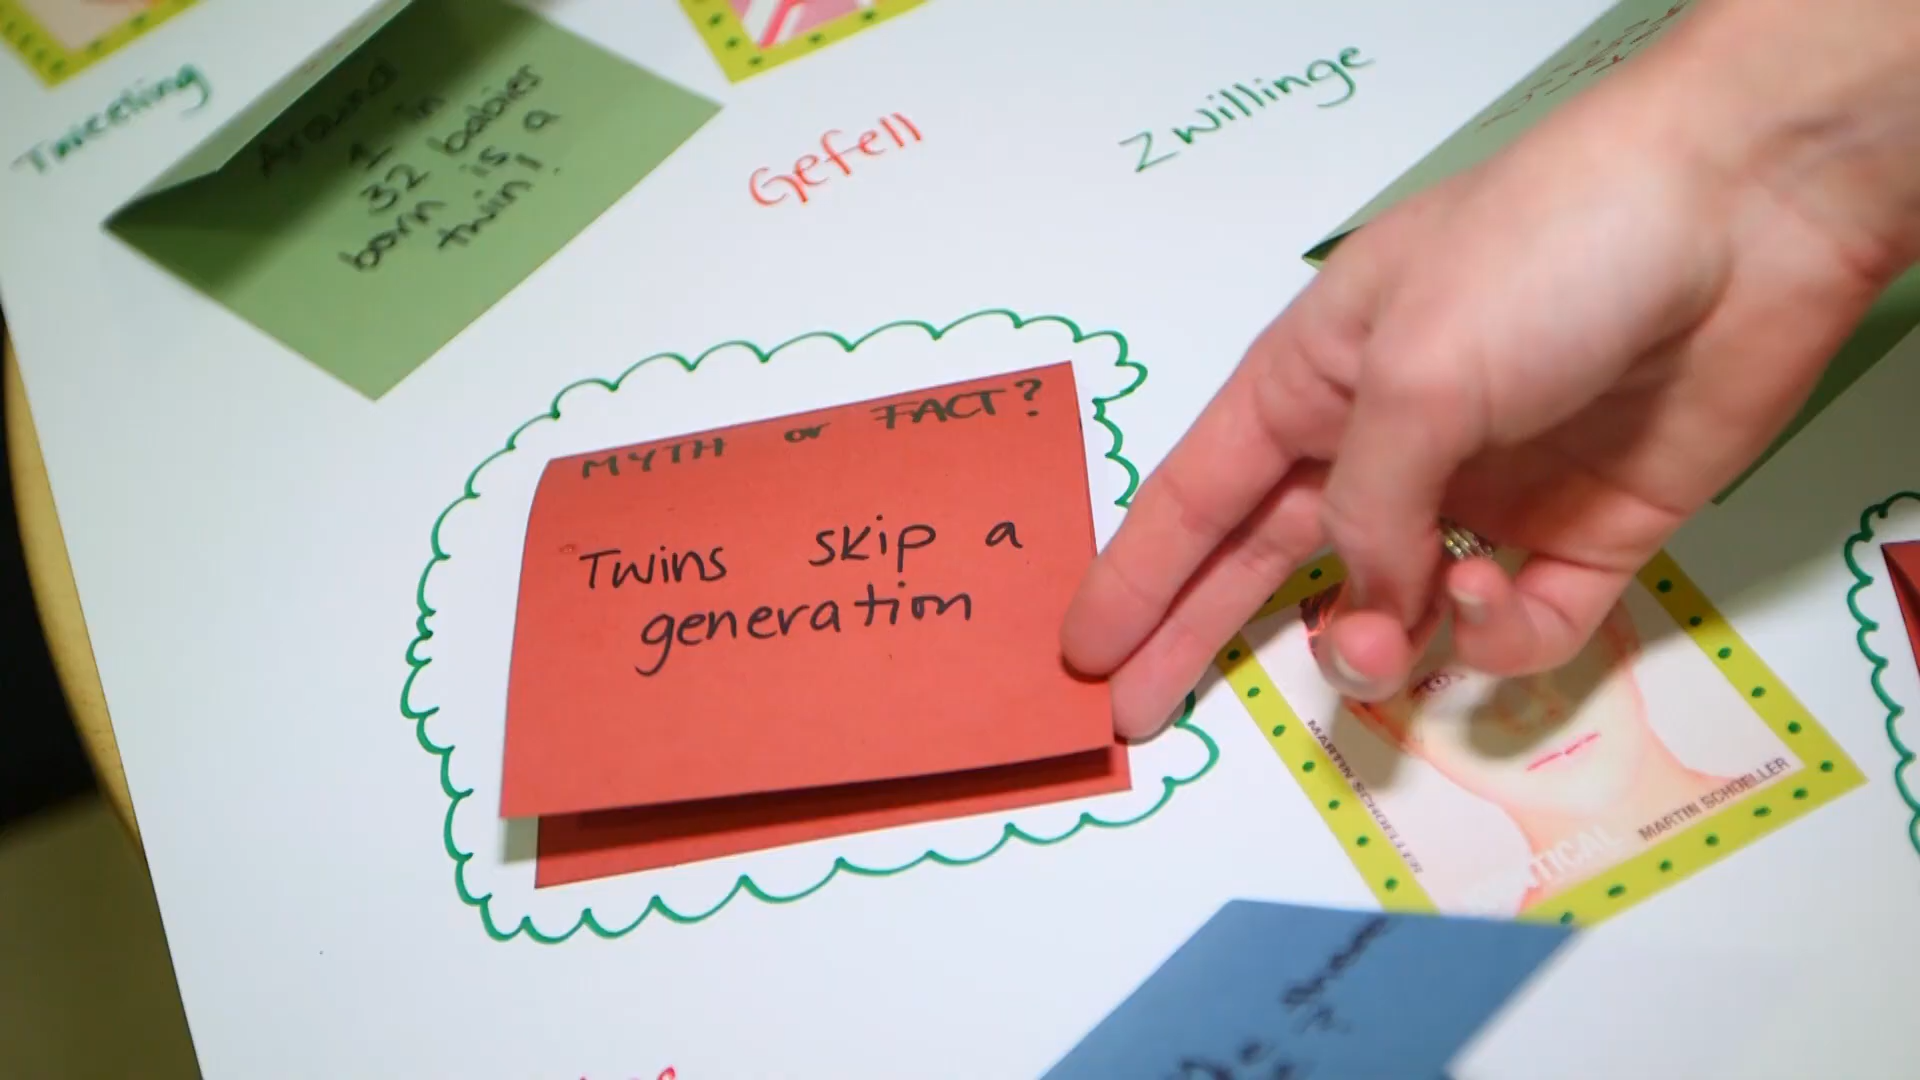 Tweeling
Around
1 in
32 babies
born is a
twin!
Gefell
Zwillinge
MYTH or FACT?
Twins skip a
generation
MARTIN SCHOELLER
MARTIN SCHOELLER